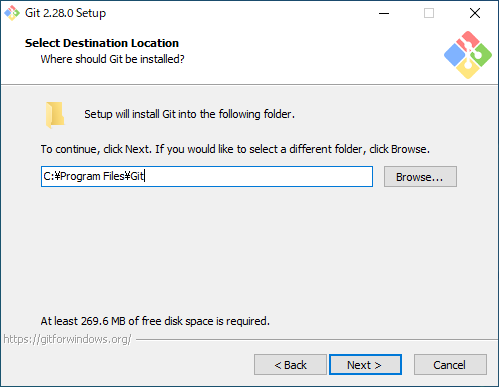 Git 2.28.0 Setup
Select Destination Location
Where should Git be installed?
Setup will install Git into the following folder.
To continue, click Next. If you would like to select a different folder, click Browse.
C:¥Program Files¥Git
Browse...
At least 269.6 MB of free disk space is required.
https://gitforwindows.org/
< Back
Next >
Cancel